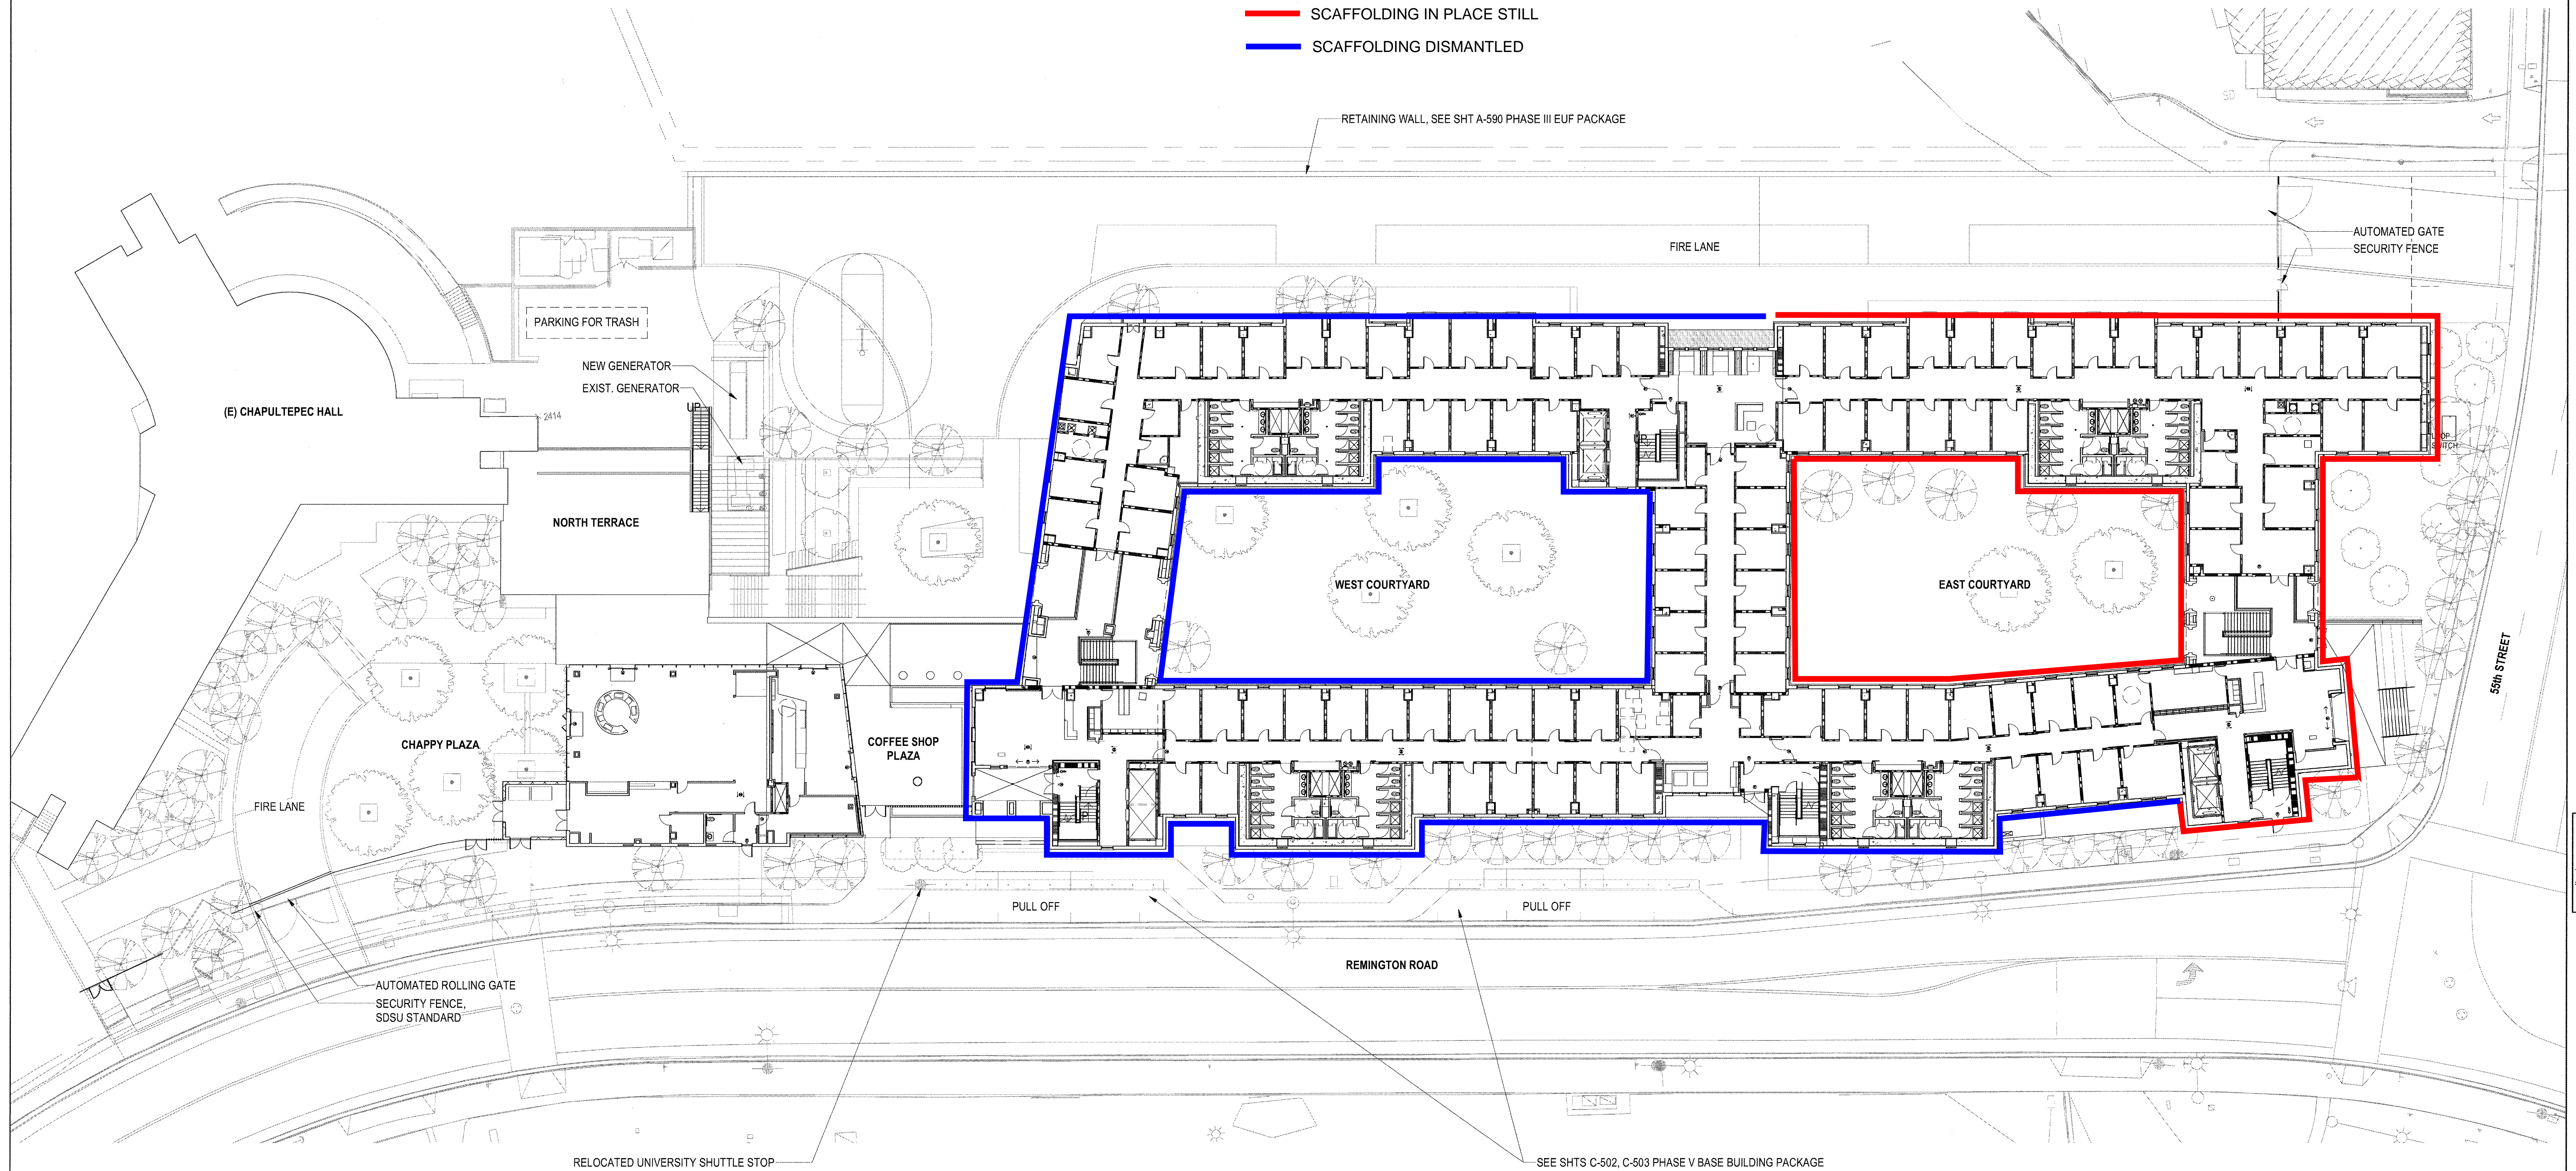 SCAFFOLDING IN PLACE STILL
SCAFFOLDING DISMANTLED
RETAINING WALL, SEE SHT A-590 PHASE III EUF PACKAGE
AUTOMATED GATE
FIRE LANE
SECURITY FENCE
PARKING FOR TRASH
NEW GENERATOR
EXIST. GENERATOR
UP
(E) CHAPULTEPEC HALL
2414
LOOP
SWITCH
NORTH TERRACE
WEST COURTYARD
EAST COURTYARD
55th STREET
CHAPPY PLAZA
COFFEE SHOP
PLAZA
FIRE LANE
PULL OFF
PULL OFF
REMINGTON ROAD
AUTOMATED ROLLING GATE
SECURITY FENCE,
SDSU STANDARD
RELOCATED UNIVERSITY SHUTTLE STOP
SEE SHTS C-502, C-503 PHASE V BASE BUILDING PACKAGE